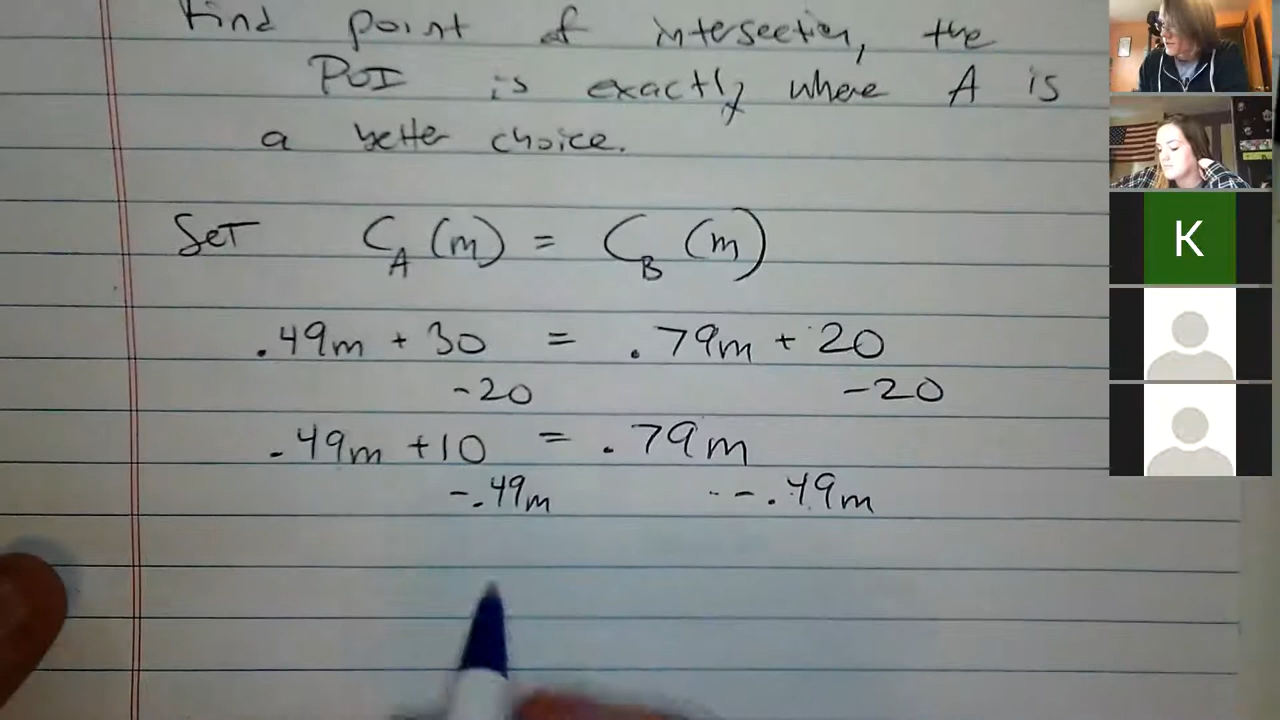 Find point of intersection, the
POI is exactly where A is
a better choice.
Set C_A (m) = C_B (m)
.49m + 30 = .79m + 20
-20 -20
.49m +10 = .79m
-.49m --.49m
K